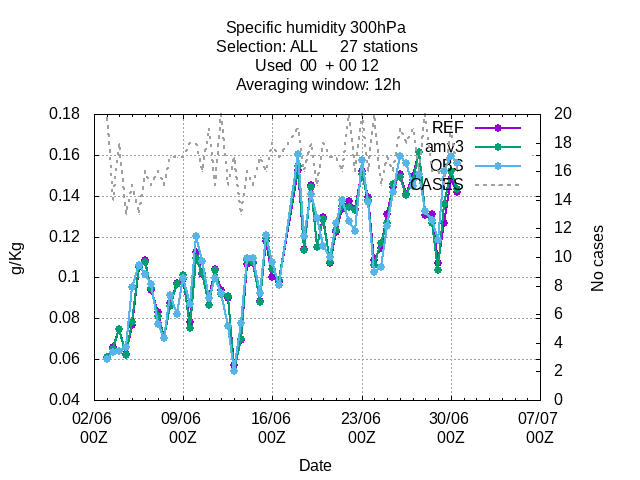 Specific humidity 300hPa
Selection: ALL 27 stations
Used 00 + 00 12
Averaging window: 12h
0.18
0.16
0.14
0.12
0.1
0.08
0.06
0.04
g/Kg
20
18
16
14
12
10
8
6
4
2
0
No cases
REF
amv3
OBS
CASES
02/06 09/06 16/06 23/06 30/06 07/07
00Z 00Z 00Z 00Z 00Z 00Z
Date